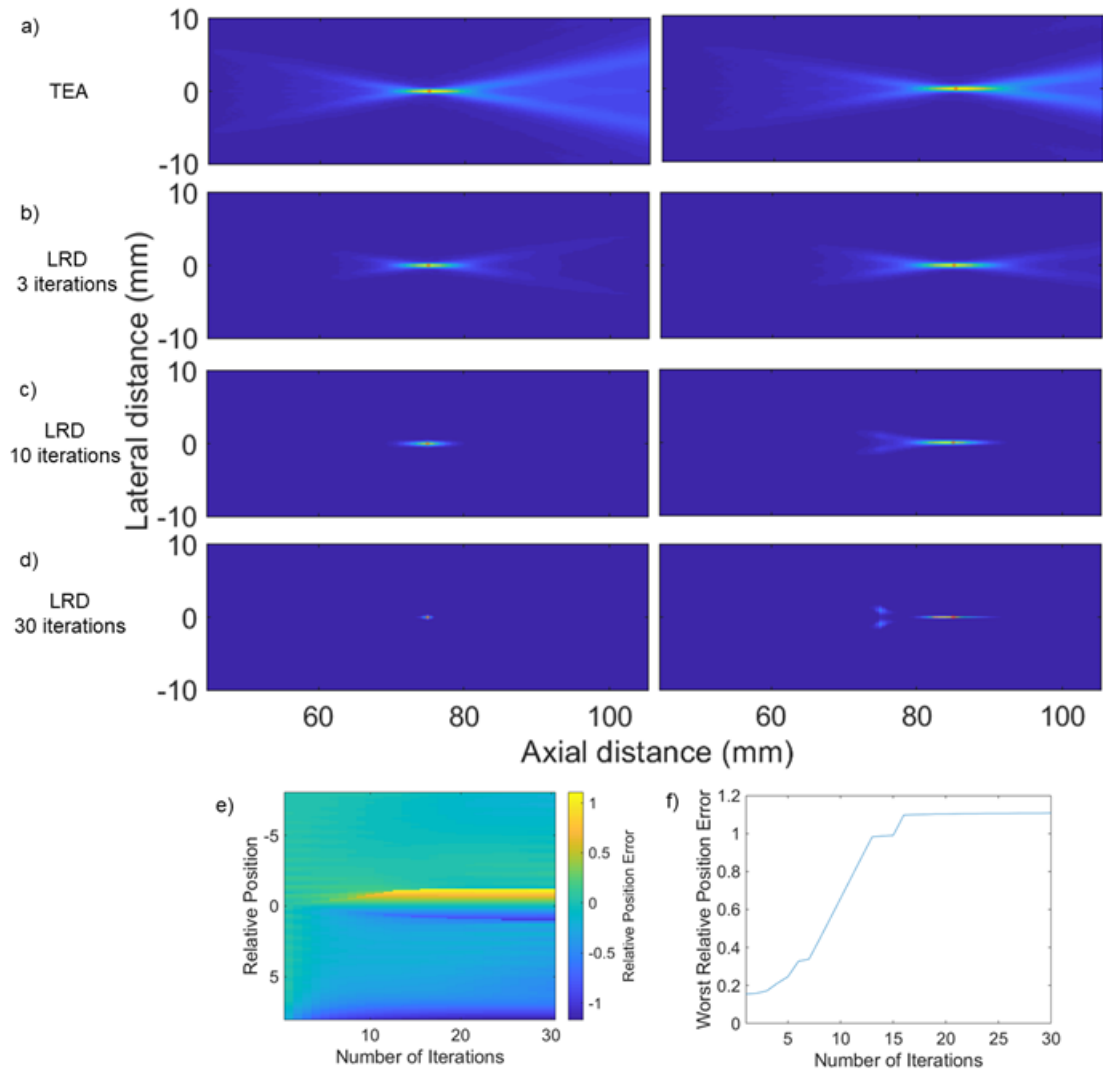 a)
TEA
10
0
-10
b)
LRD
3 iterations
10
0
-10
c)
LRD
10 iterations
10
0
-10
d)
LRD
30 iterations
10
0
-10
Lateral distance (mm)
60 80 100 60 80 100
Axial distance (mm)
e)
Relative Position
-5
0
5
10 20 30
Number of Iterations
1
0.5
0
-0.5
-1
Relative Position Error
f)
Worst Relative Position Error
1.2
1
0.8
0.6
0.4
0.2
0
5 10 15 20 25 30
Number of Iterations